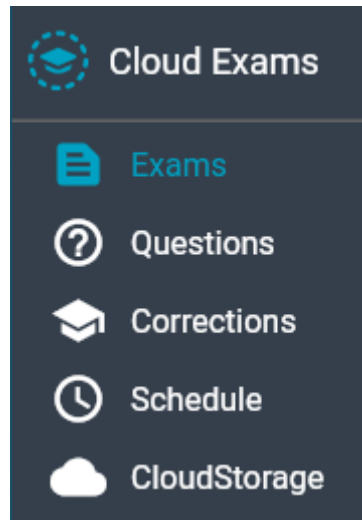 Cloud Exams
Exams
Questions
Corrections
Schedule
CloudStorage